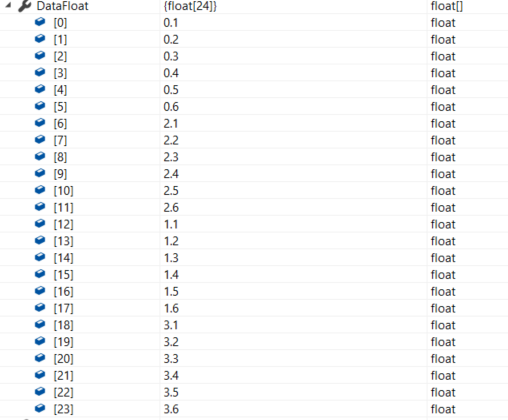 DataFloat {float[24]} float[]
[0] 0.1 float
[1] 0.2 float
[2] 0.3 float
[3] 0.4 float
[4] 0.5 float
[5] 0.6 float
[6] 2.1 float
[7] 2.2 float
[8] 2.3 float
[9] 2.4 float
[10] 2.5 float
[11] 2.6 float
[12] 1.1 float
[13] 1.2 float
[14] 1.3 float
[15] 1.4 float
[16] 1.5 float
[17] 1.6 float
[18] 3.1 float
[19] 3.2 float
[20] 3.3 float
[21] 3.4 float
[22] 3.5 float
[23] 3.6 float